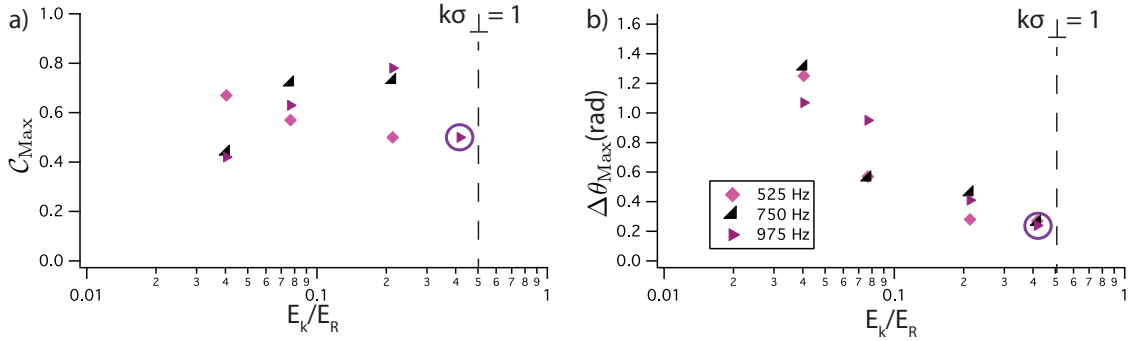 a)
kσ⊥ = 1
1.0
0.8
0.6
0.4
0.2
0.0
C_Max
0.01
2 3 4 5 6 7 8 9
0.1
2 3 4 5 6 7 8 9
1
E_k/E_R
b)
kσ⊥ = 1
1.6
1.4
1.2
1.0
0.8
0.6
0.4
0.2
0.0
Δθ_Max(rad)
525 Hz
750 Hz
975 Hz
0.01
2 3 4 5 6 7 8 9
0.1
2 3 4 5 6 7 8 9
1
E_k/E_R